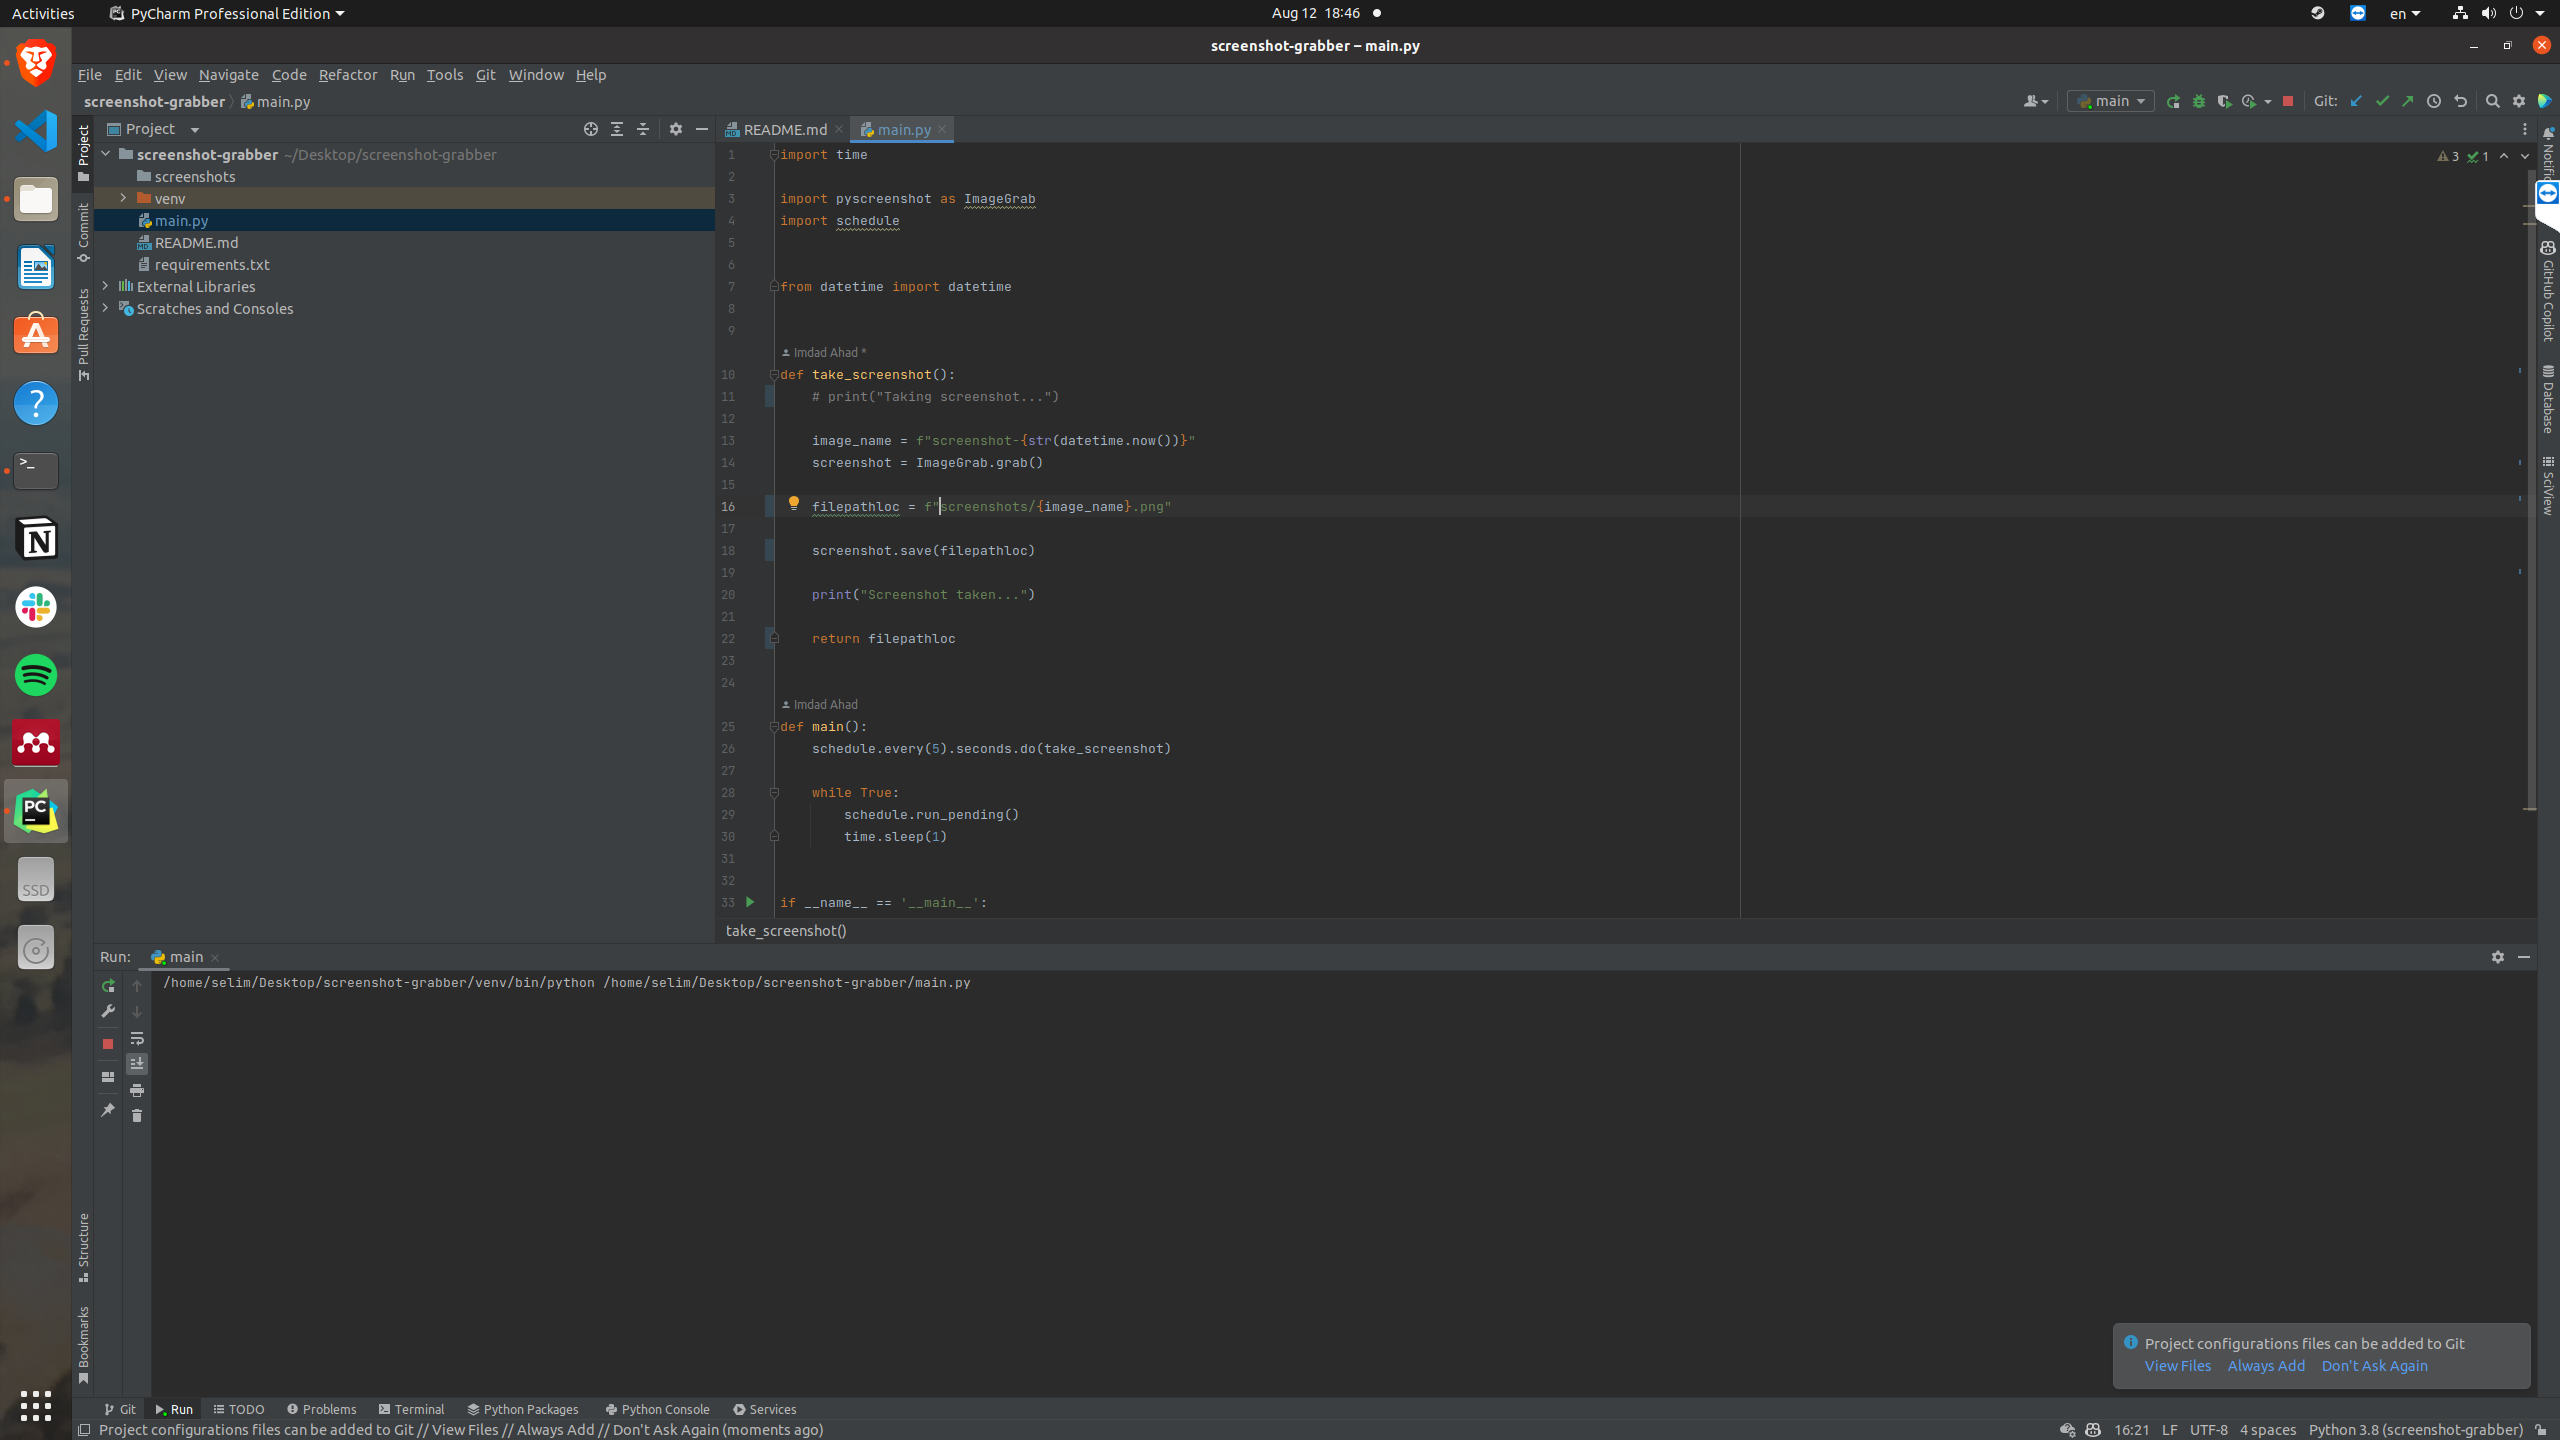 Activities
PyCharm Professional Edition
Aug 12 18:46
en
screenshot-grabber – main.py
File Edit View Navigate Code Refactor Run Tools Git Window Help
screenshot-grabber main.py
main
Git:
Project
README.md
main.py
3
1
screenshot-grabber ~/Desktop/screenshot-grabber
screenshots
venv
main.py
README.md
requirements.txt
External Libraries
Scratches and Consoles
Project
Commit
Pull Requests
Structure
Bookmarks
1 import time
2
3 import pyscreenshot as ImageGrab
4 import schedule
5
6
7 from datetime import datetime
8
9
Imdad Ahad *
10 def take_screenshot():
11 # print("Taking screenshot...")
12
13 image_name = f"screenshot-{str(datetime.now())}"
14 screenshot = ImageGrab.grab()
15
16 filepathloc = f"screenshots/{image_name}.png"
17
18 screenshot.save(filepathloc)
19
20 print("Screenshot taken...")
21
22 return filepathloc
23
24
Imdad Ahad
25 def main():
26 schedule.every(5).seconds.do(take_screenshot)
27
28 while True:
29 schedule.run_pending()
30 time.sleep(1)
31
32
33 if __name__ == '__main__':
take_screenshot()
Notific
GitHub Copilot
Database
SciView
SSD
Run: main
/home/selim/Desktop/screenshot-grabber/venv/bin/python /home/selim/Desktop/screenshot-grabber/main.py
Project configurations files can be added to Git
View Files Always Add Don't Ask Again
Git Run TODO Problems Terminal Python Packages Python Console Services
Project configurations files can be added to Git // View Files // Always Add // Don't Ask Again (moments ago)
16:21 LF UTF-8 4 spaces Python 3.8 (screenshot-grabber)